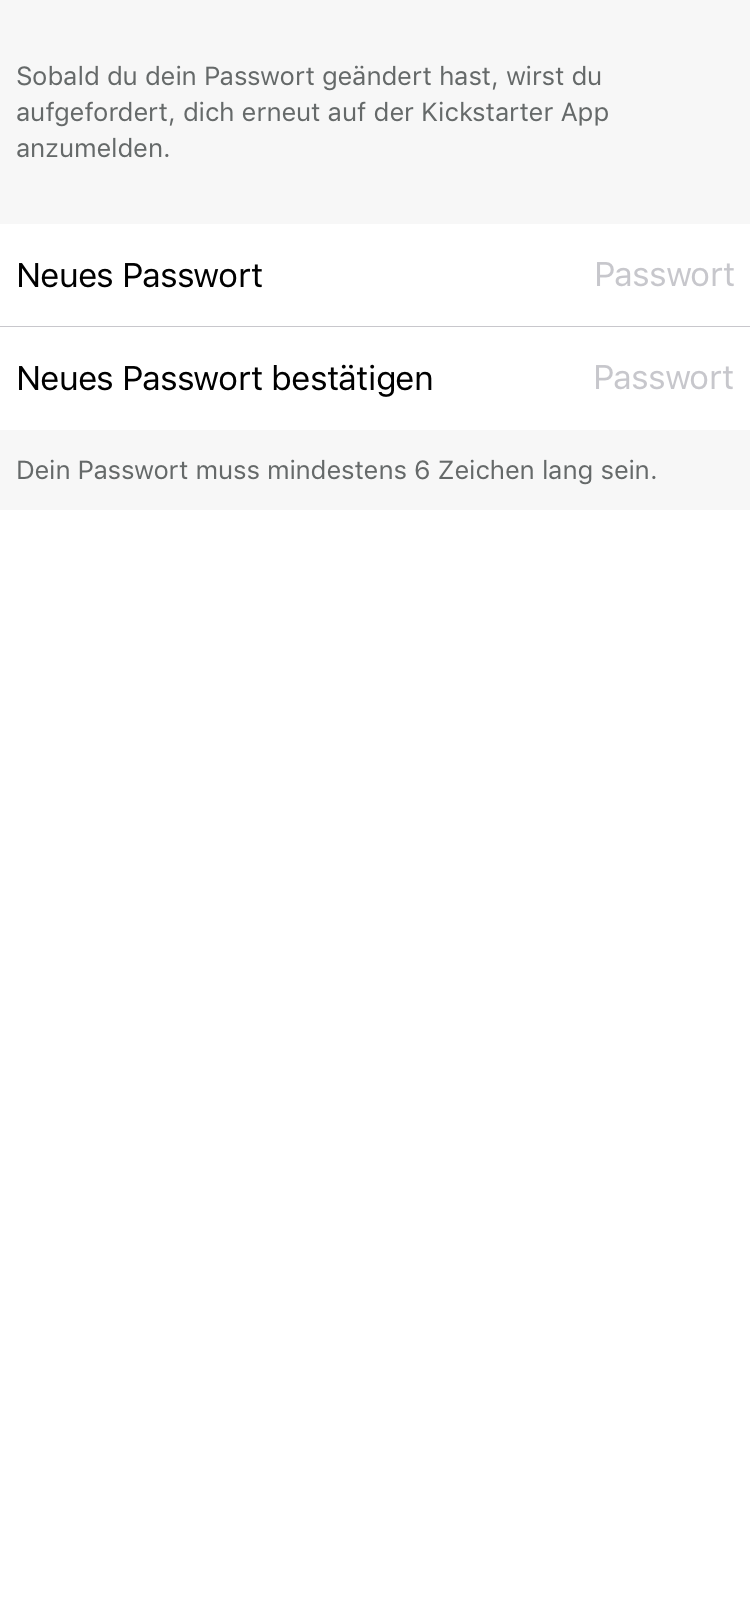 Sobald du dein Passwort geändert hast, wirst du
aufgefordert, dich erneut auf der Kickstarter App
anzumelden.
Neues Passwort Passwort
Neues Passwort bestätigen Passwort
Dein Passwort muss mindestens 6 Zeichen lang sein.